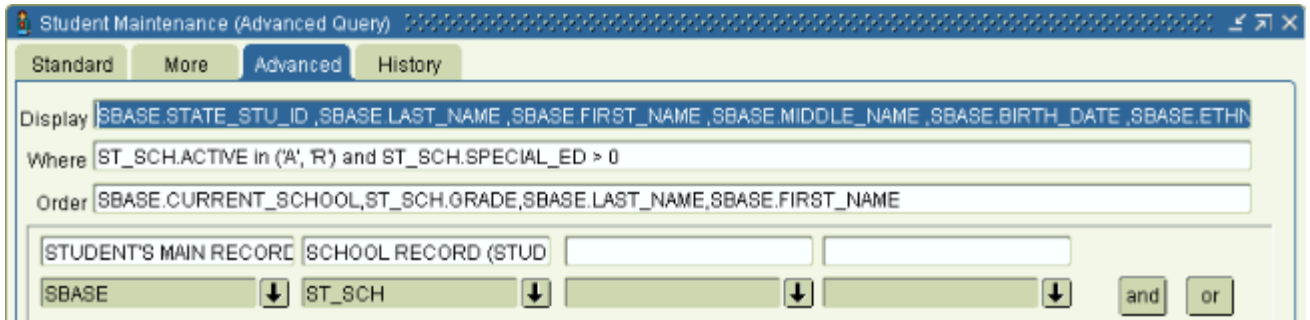 Student Maintenance (Advanced Query)
Standard More Advanced History
Display SBASE.STATE_STU_ID ,SBASE.LAST_NAME ,SBASE.FIRST_NAME ,SBASE.MIDDLE_NAME ,SBASE.BIRTH_DATE ,SBASE.ETHN
Where ST_SCH.ACTIVE in ('A', 'R') and ST_SCH.SPECIAL_ED > 0
Order SBASE.CURRENT_SCHOOL,ST_SCH.GRADE,SBASE.LAST_NAME,SBASE.FIRST_NAME
STUDENT'S MAIN RECORD SCHOOL RECORD (STUD
SBASE ST_SCH and or